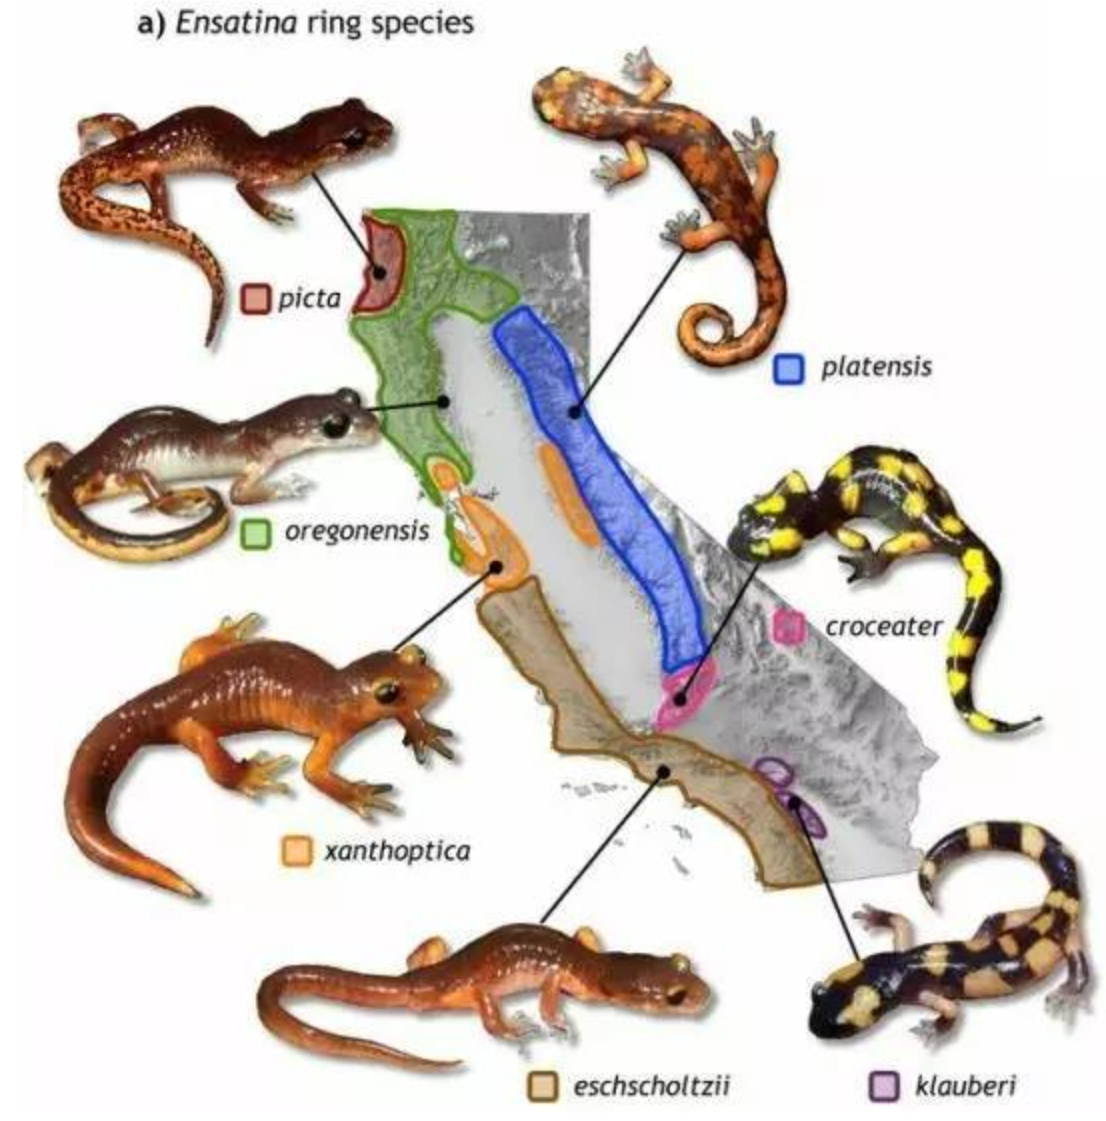 a) Ensatina ring species
picta
platensis
oregonensis
croceater
xanthoptica
eschscholtzii
klauberi